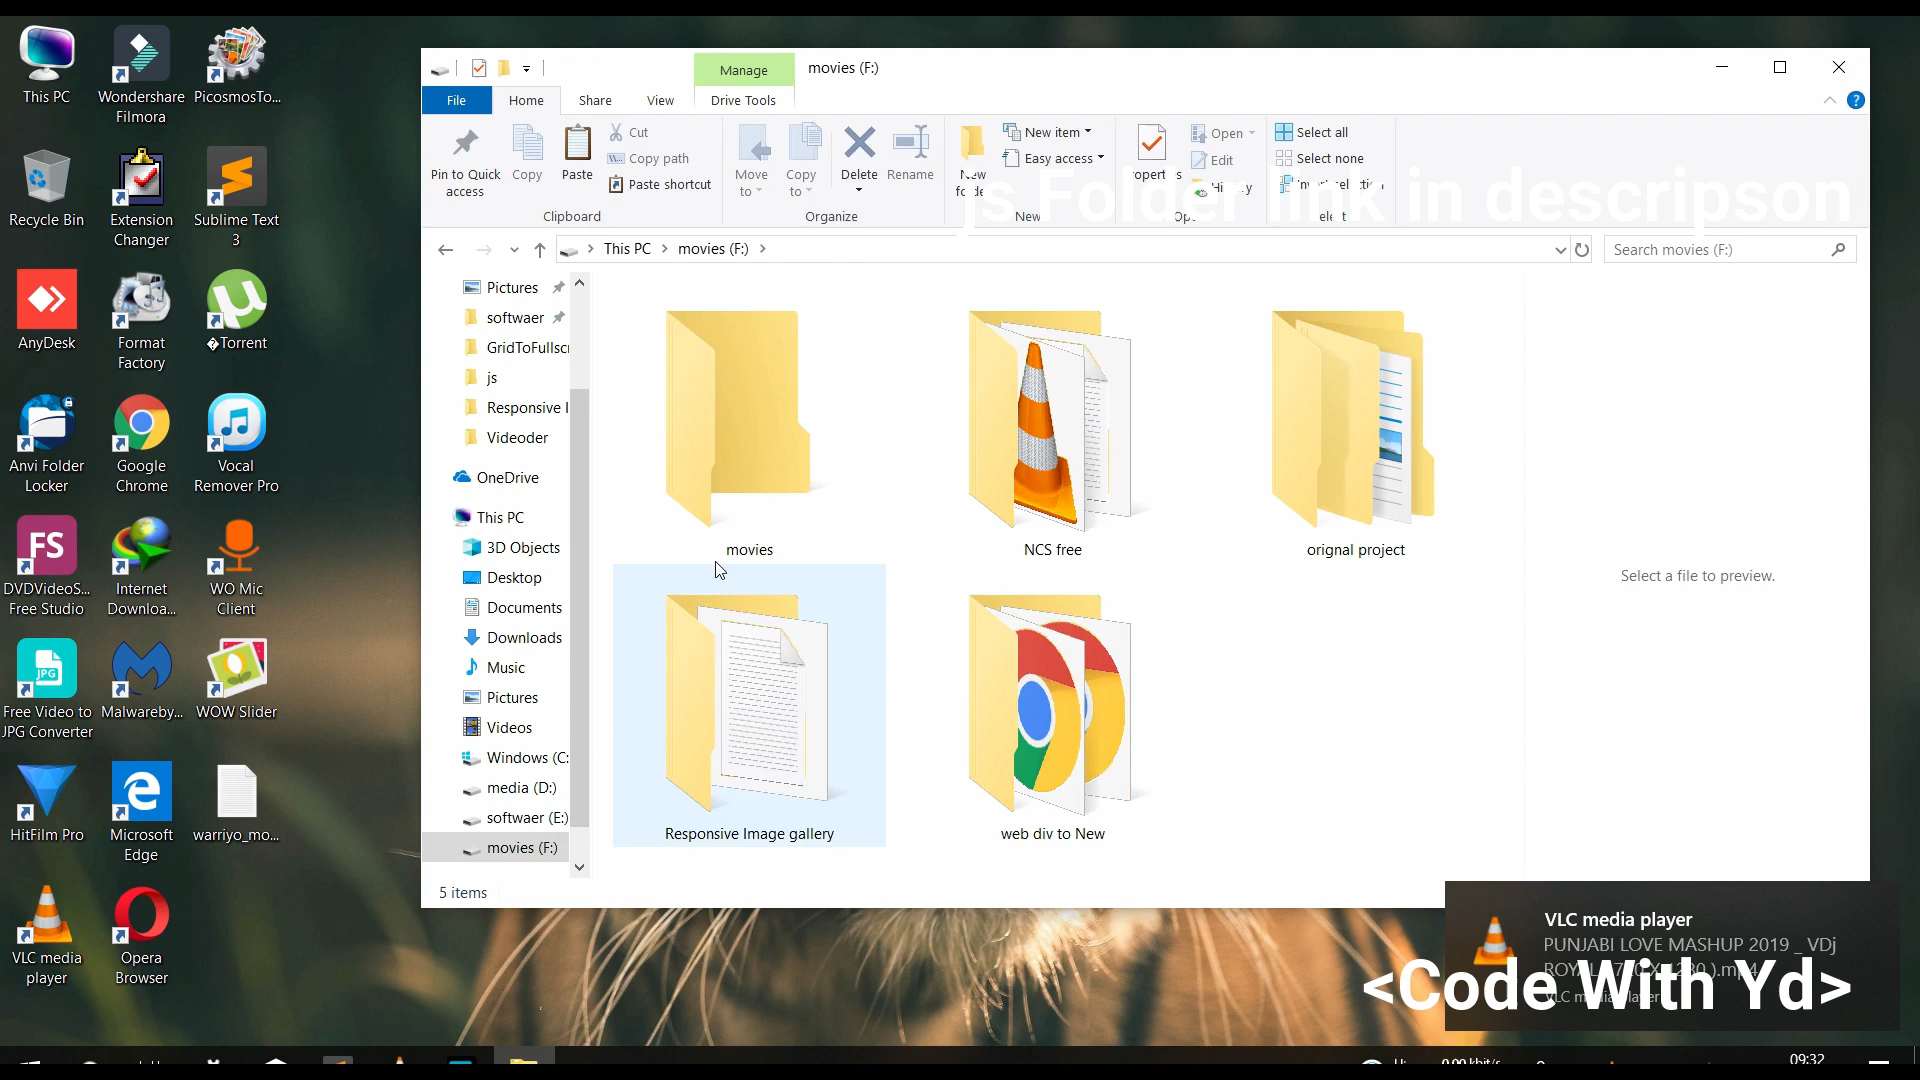 This PC
Wondershare
Filmora
PicosmosTo...
Recycle Bin
Extension
Changer
Sublime Text
3
AnyDesk
Format
Factory
�Torrent
Anvi Folder
Locker
Google
Chrome
Vocal
Remover Pro
FS
DVDVideoS...
Free Studio
Internet
Downloa...
WO Mic
Client
JPG
Free Video to
JPG Converter
Malwareby...
WOW Slider
HitFilm Pro
Microsoft
Edge
warriyo_mo...
VLC media
player
Opera
Browser
Manage
movies (F:)
File
Home
Share
View
Drive Tools
Pin to Quick
access
Copy
Paste
Cut
Copy path
Paste shortcut
Clipboard
Move
to
Copy
to
Delete
Rename
Organize
New item
Easy access
New
Open
Edit
Select all
Select none
js Folder link in descripson
This PC
movies (F:)
Search movies (F:)
Pictures
softwaer
GridToFullscr
js
Responsive I
Videoder
OneDrive
This PC
3D Objects
Desktop
Documents
Downloads
Music
Pictures
Videos
Windows (C:
media (D:)
softwaer (E:)
movies (F:)
movies
NCS free
orignal project
Responsive Image gallery
web div to New
Select a file to preview.
5 items
VLC media player
PUNJABI LOVE MASHUP 2019 _ VDj
<Code With Yd>
09:32